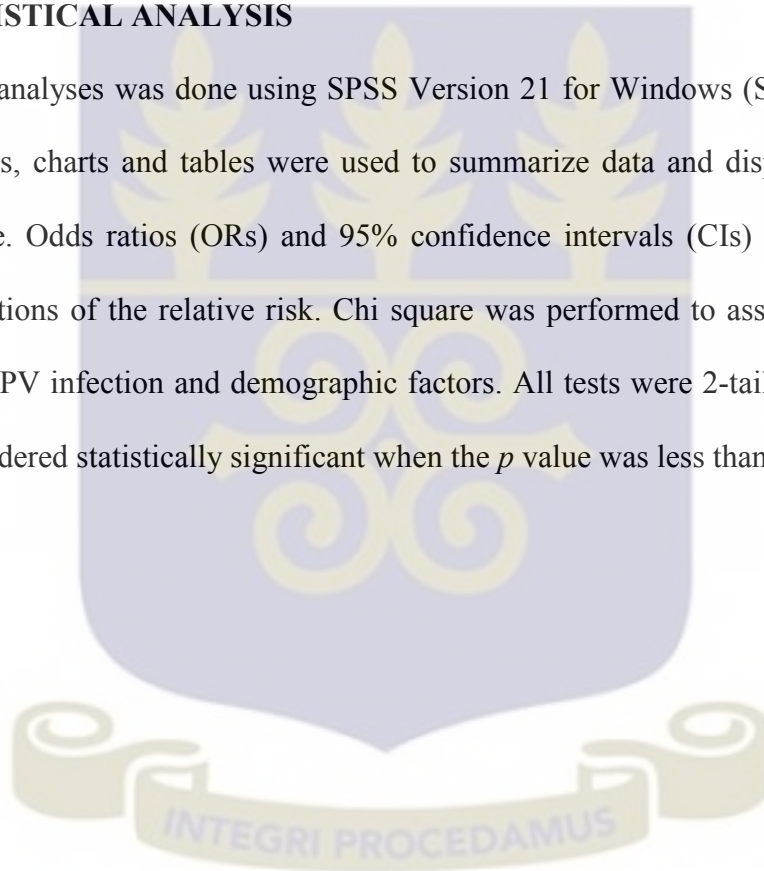 ISTICAL ANALYSIS
analyses was done using SPSS Version 21 for Windows (S
s, charts and tables were used to summarize data and disp
e. Odds ratios (ORs) and 95% confidence intervals (CIs)
tions of the relative risk. Chi square was performed to ass
PV infection and demographic factors. All tests were 2-tail
dered statistically significant when the p value was less than
INTEGRI PROCEDAMUS